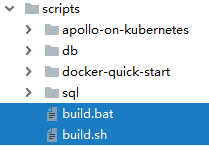 scripts
apollo-on-kubernetes
db
docker-quick-start
sql
build.bat
build.sh